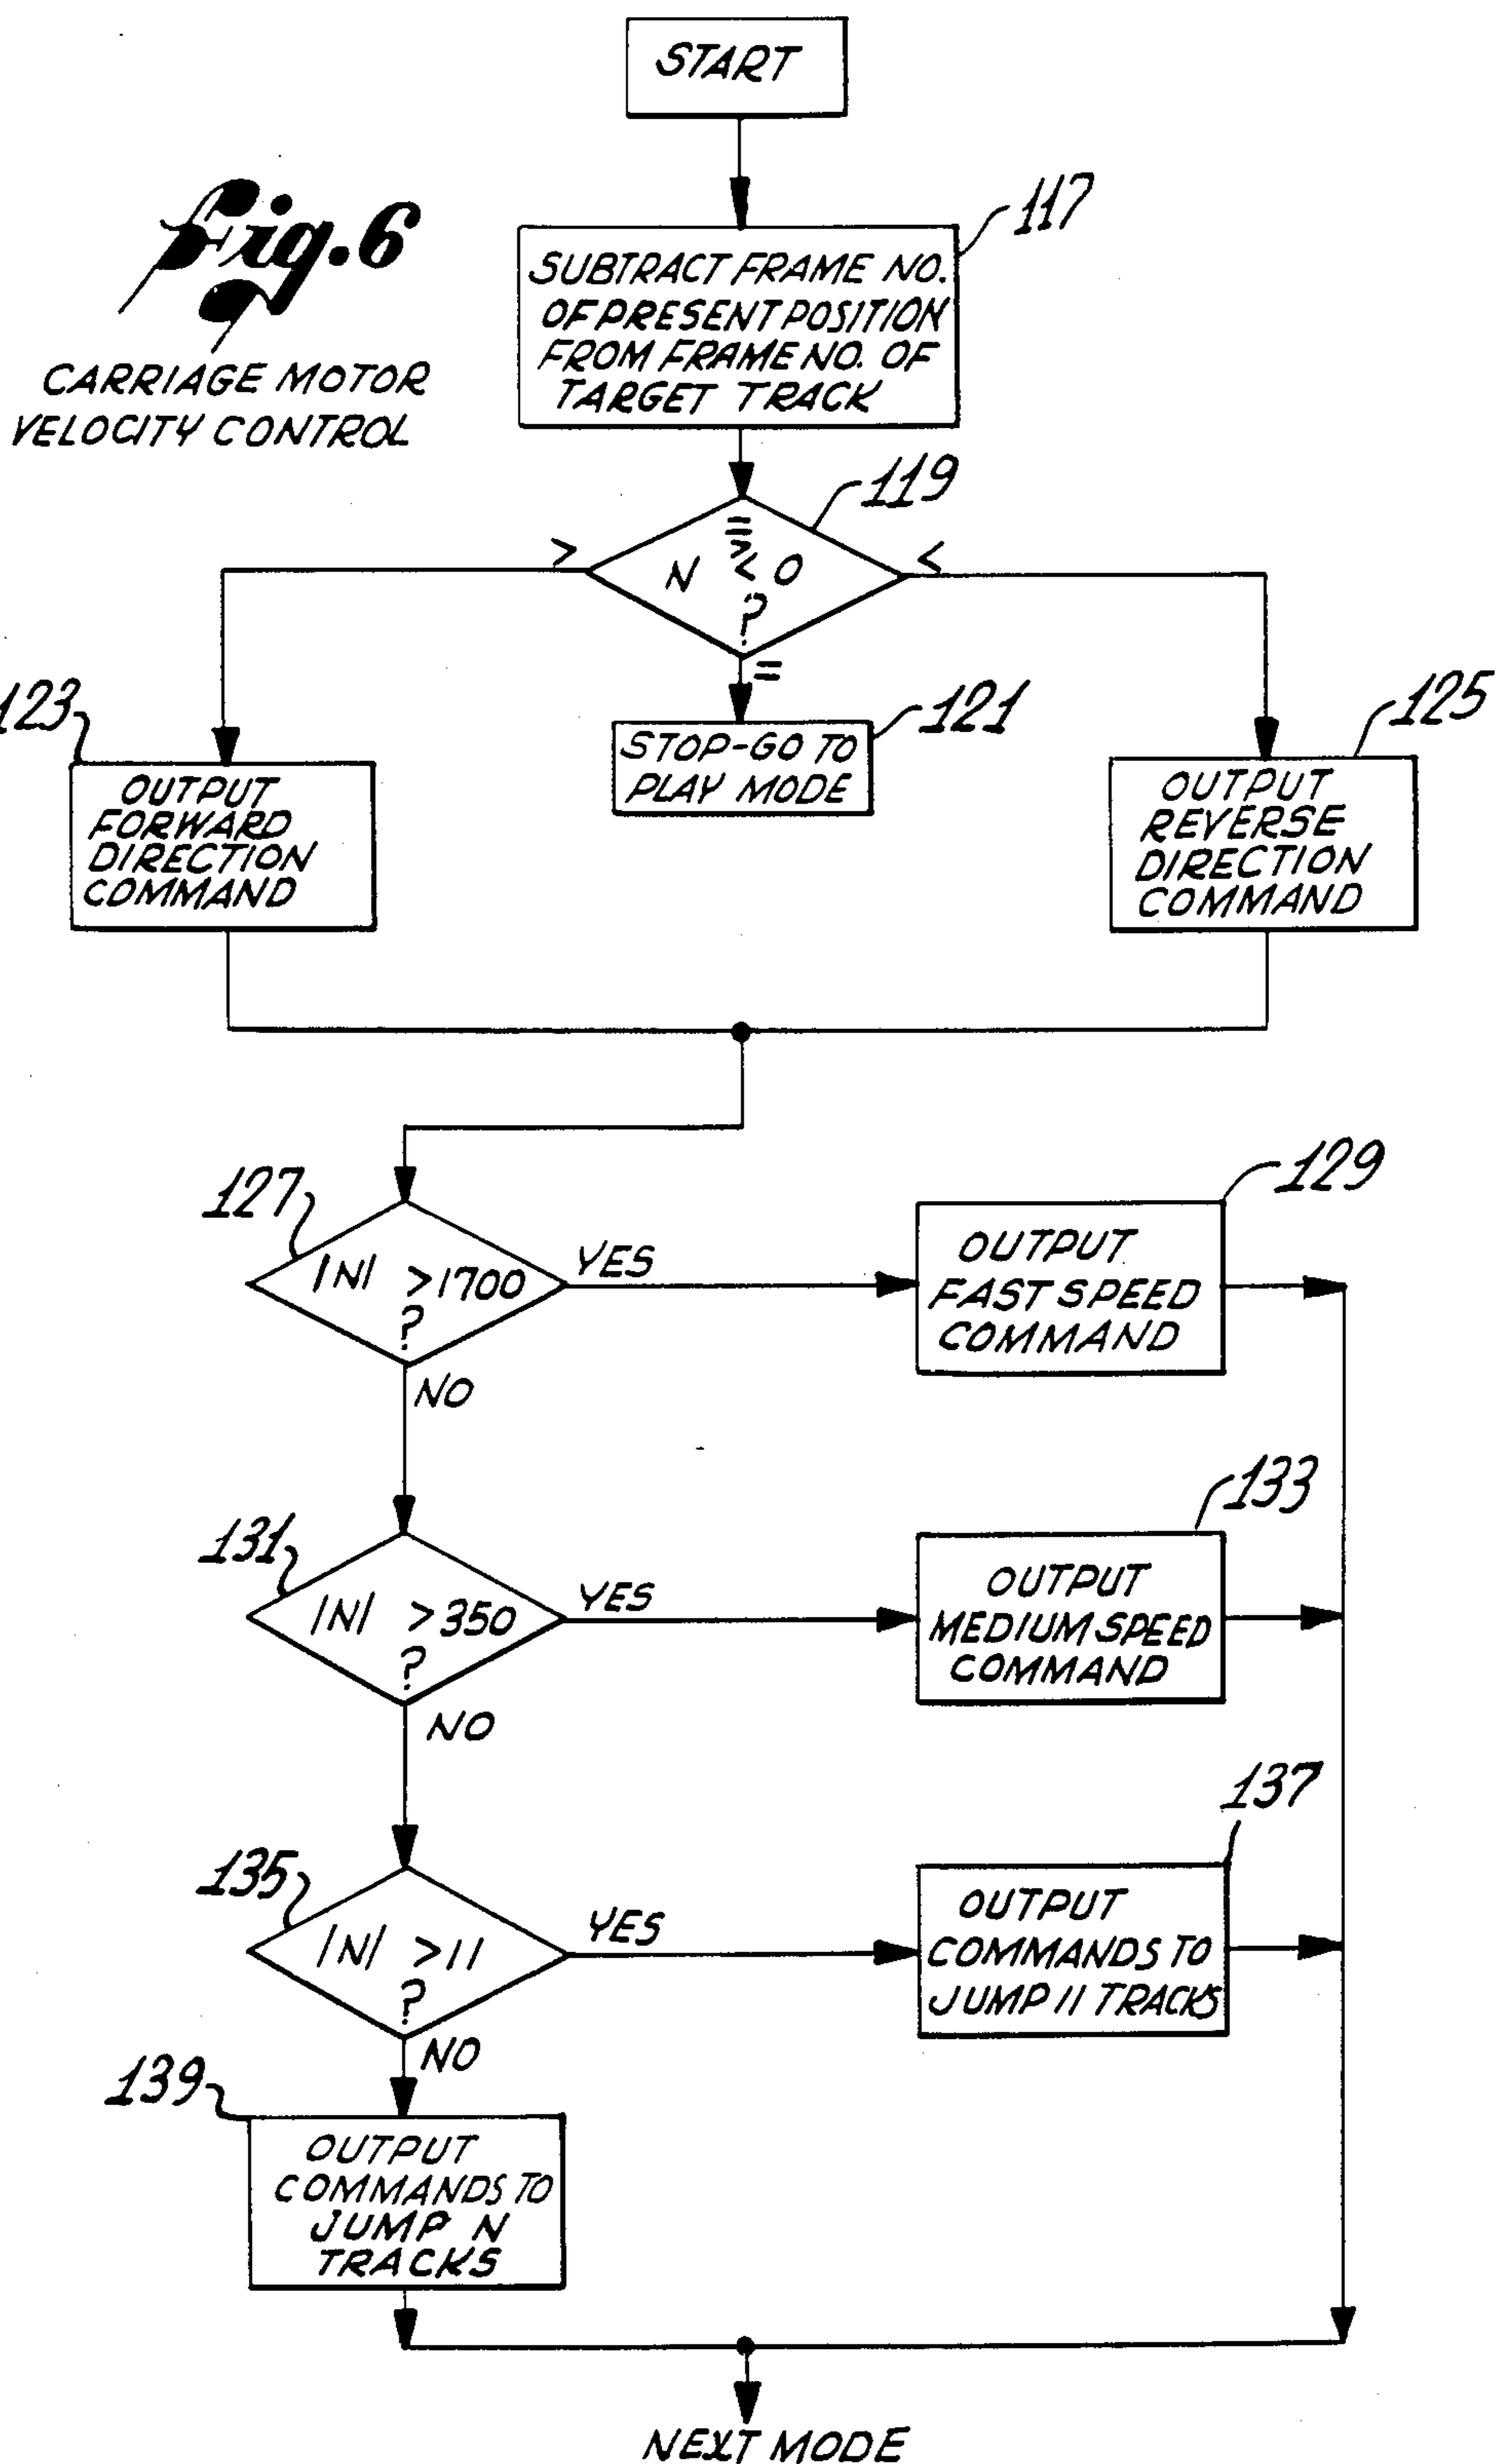 START
Fig. 6
CARRIAGE MOTOR
VELOCITY CONTROL
117
SUBTRACT FRAME NO.
OF PRESENT POSITION
FROM FRAME NO. OF
TARGET TRACK
119
=
N >< 0
?
>
<
=
123
OUTPUT
FORWARD
DIRECTION
COMMAND
121
STOP-GO TO
PLAY MODE
125
OUTPUT
REVERSE
DIRECTION
COMMAND
127
|N| >1700
?
YES
NO
129
OUTPUT
FAST SPEED
COMMAND
131
|N| >350
?
YES
NO
133
OUTPUT
MEDIUM SPEED
COMMAND
135
|N| >11
?
YES
NO
137
OUTPUT
COMMANDS TO
JUMP 11 TRACKS
139
OUTPUT
COMMANDS TO
JUMP N
TRACKS
NEXT MODE